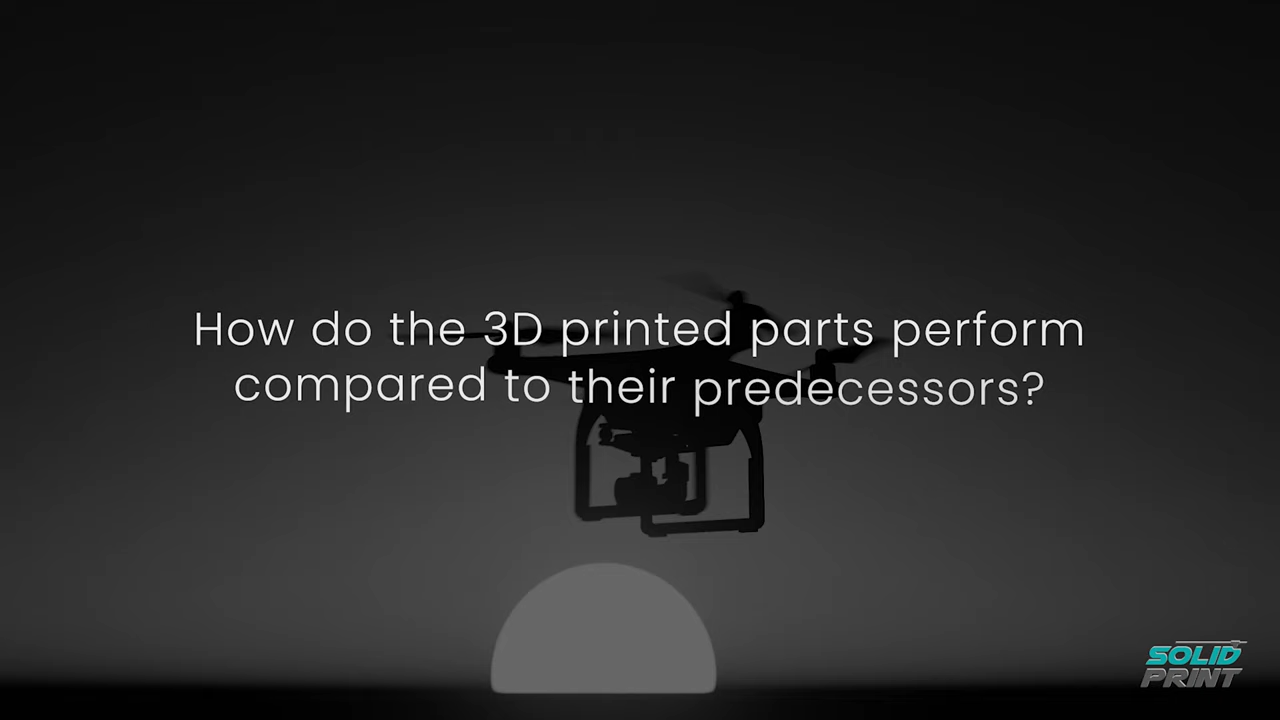 How do the 3D printed parts perform
compared to their predecessors?
SOLID
PRINT